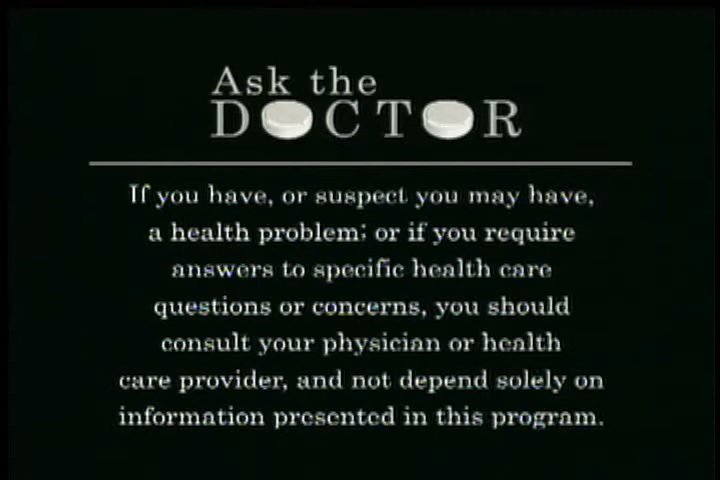 Ask the
DOCTOR
If you have, or suspect you may have,
a health problem; or if you require
answers to specific health care
questions or concerns, you should
consult your physician or health
care provider, and not depend solely on
information presented in this program.